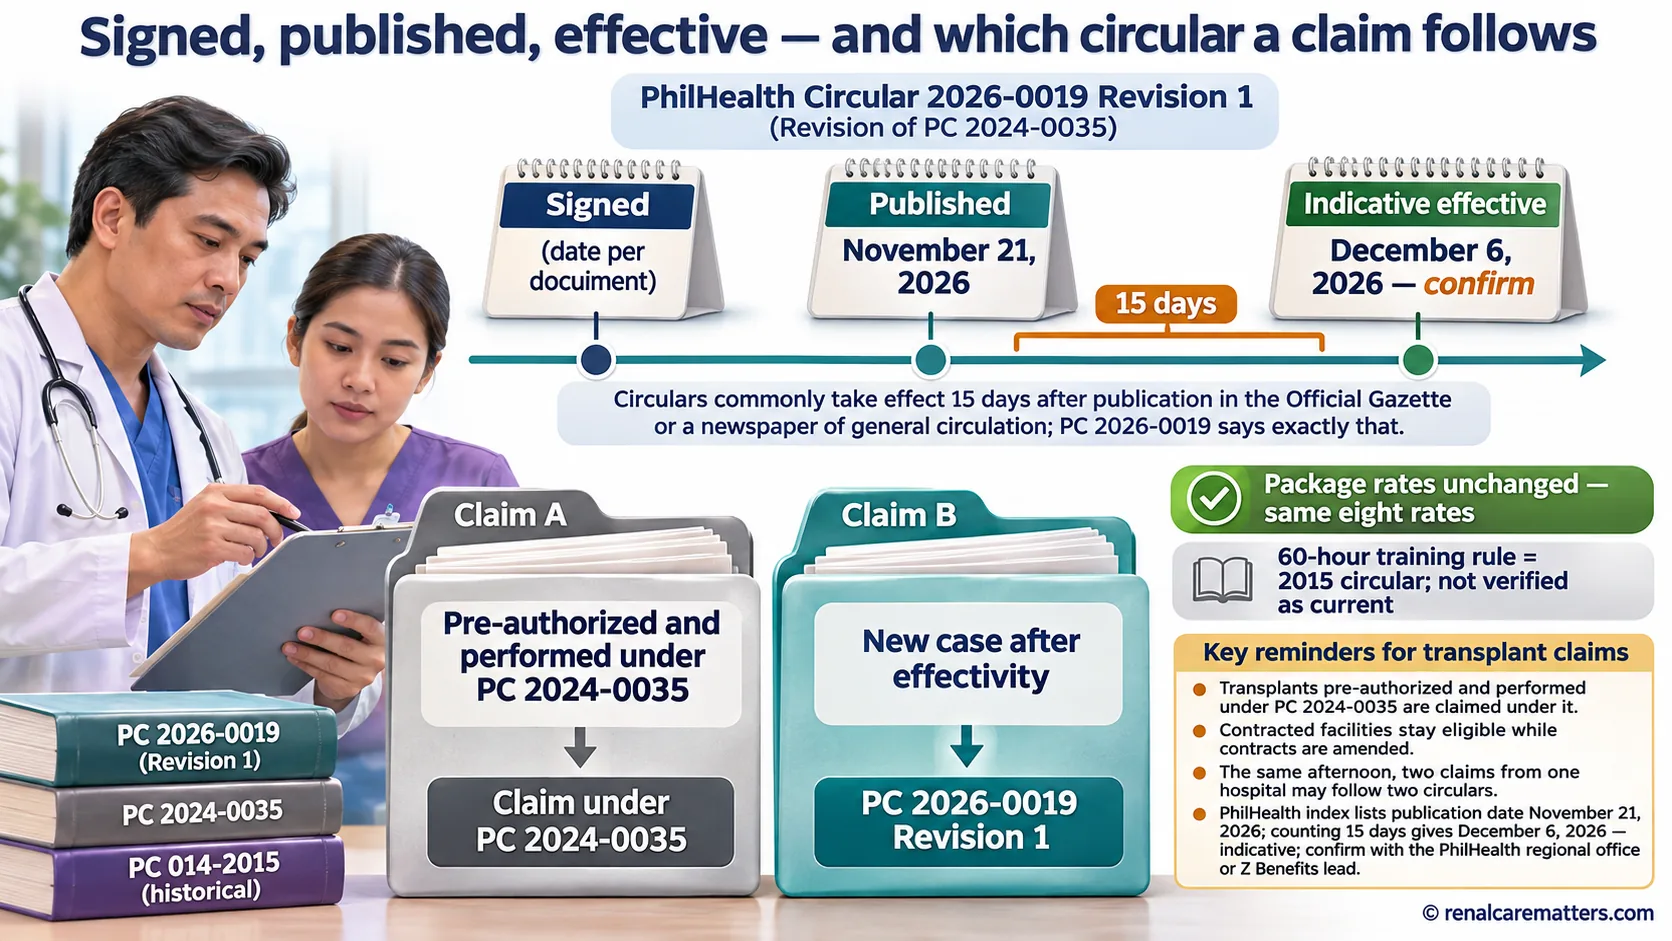 Signed, published, effective — and which circular a claim follows
PhilHealth Circular 2026-0019 Revision 1
(Revision of PC 2024-0035)
Signed
(date per
docuiment)
Published
November 21,
2026
Indicative effective
December 6,
2026 — confirm
15 days
Circulars commonly take effect 15 days after publication in the Official Gazette
or a newspaper of general circulation; PC 2026-0019 says exactly that.
Claim A
Pre-authorized and
performed under
PC 2024-0035
Claim under
PC 2024-0035
Claim B
New case after
effectivity
PC 2026-0019
Revision 1
Package rates unchanged —
same eight rates
60-hour training rule =
2015 circular; not verified
as current
Key reminders for transplant claims
Transplants pre-authorized and performed
under PC 2024-0035 are claimed under it.
Contracted facilities stay eligible while
contracts are amended.
The same afternoon, two claims from one
hospital may follow two circulars.
PhilHealth index lists publication date November 21,
2026; counting 15 days gives December 6, 2026 —
indicative; confirm with the PhilHealth regional office
or Z Benefits lead.
PC 2026-0019
(Revision 1)
PC 2024-0035
PC 014-2015
(historical)
© renalcarematters.com